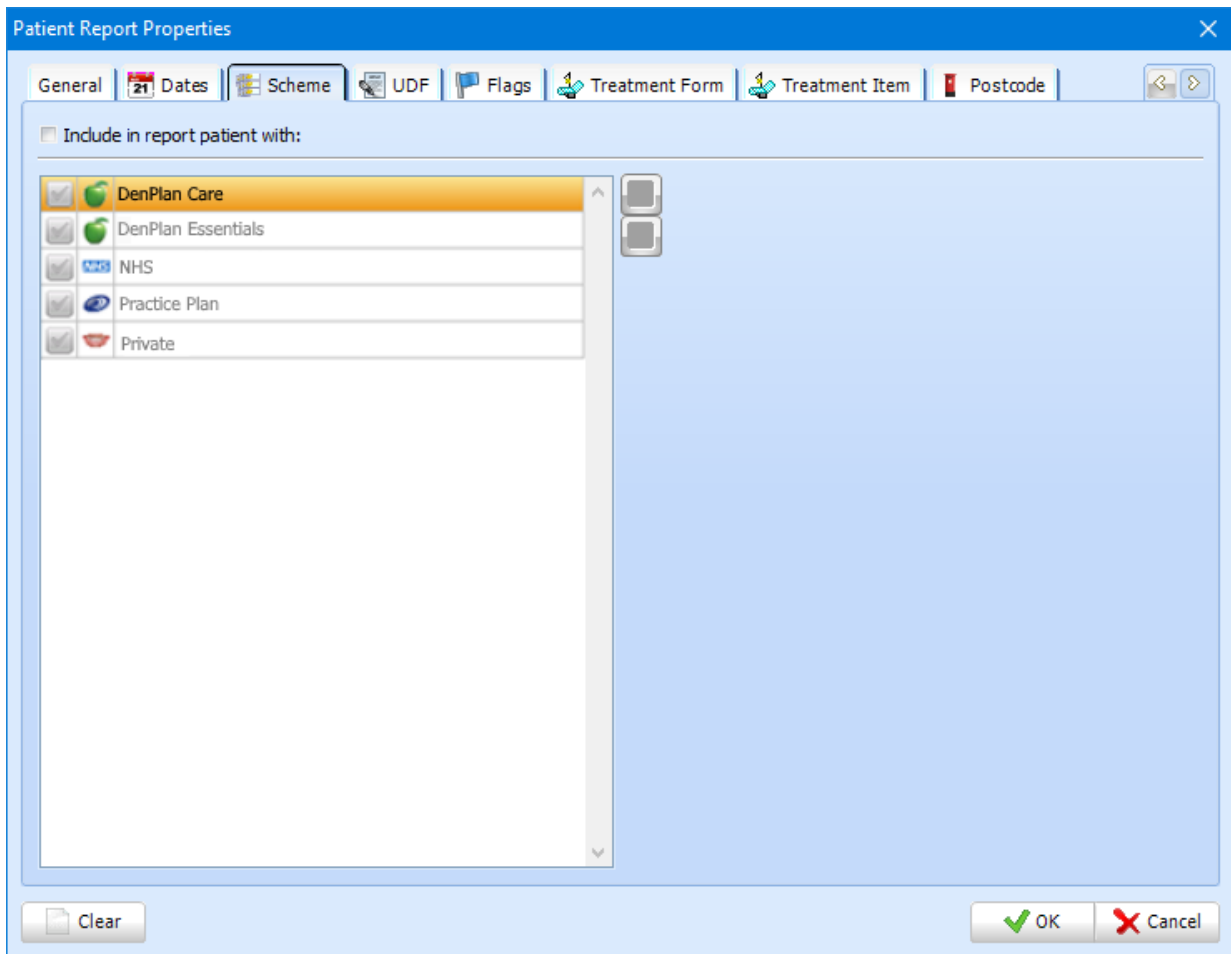 Patient Report Properties
General 21 Dates Scheme UDF Flags Treatment Form Treatment Item Postcode
Include in report patient with:
DenPlan Care
DenPlan Essentials
NHS NHS
Practice Plan
Private
Clear OK Cancel